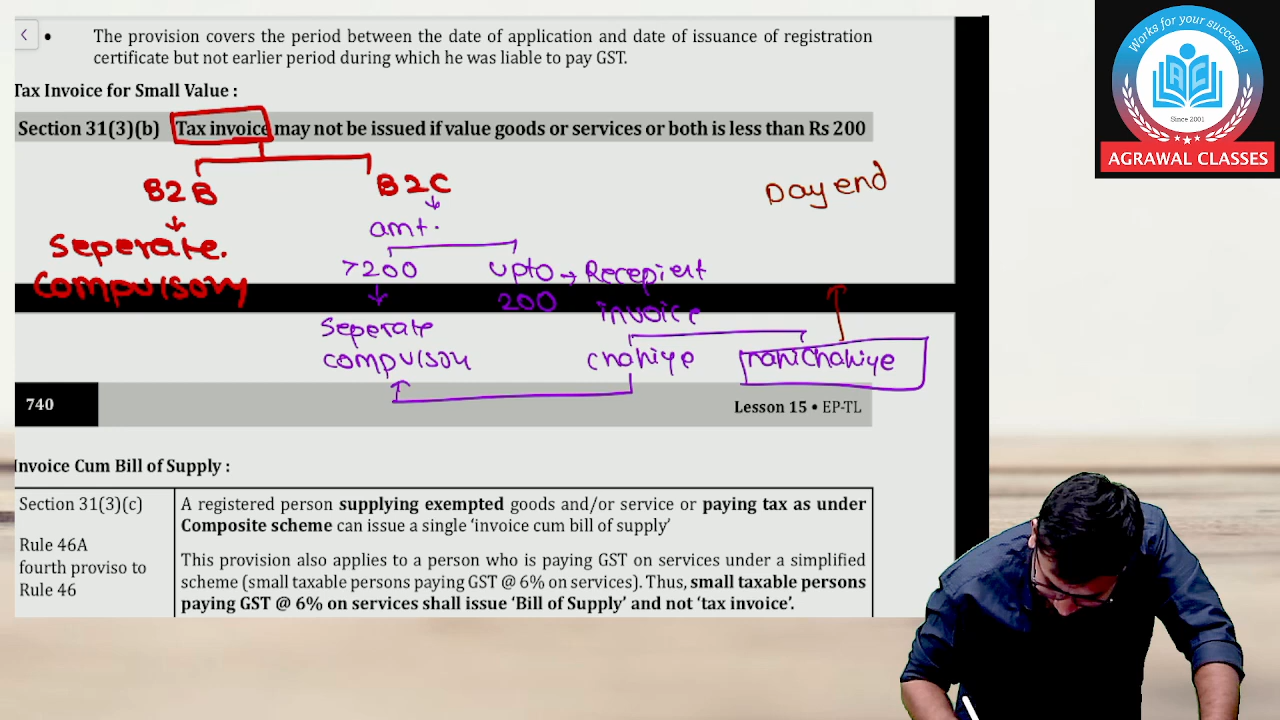 The provision covers the period between the date of application and date of issuance of registration
certificate but not earlier period during which he was liable to pay GST.
Tax Invoice for Small Value :
Section 31(3)(b) Tax invoice may not be issued if value goods or services or both is less than Rs 200
B2B
B2C
Day end
Seperate.
Compulsory
amt.
>200
upto → Recepient
200
invoice
Seperate
compulsory
chahiye
nahi chahiye
740
Lesson 15 • EP-TL
Invoice Cum Bill of Supply :
Section 31(3)(c)
Rule 46A
fourth proviso to
Rule 46
A registered person supplying exempted goods and/or service or paying tax as under
Composite scheme can issue a single ‘invoice cum bill of supply’
This provision also applies to a person who is paying GST on services under a simplified
scheme (small taxable persons paying GST @ 6% on services). Thus, small taxable persons
paying GST @ 6% on services shall issue ‘Bill of Supply’ and not ‘tax invoice’.
Works for your success!
AC
Since 2001
AGRAWAL CLASSES